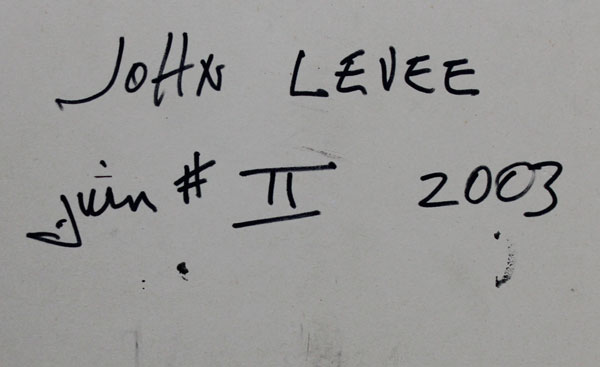 JOHN LEVEE
juin # II 2003